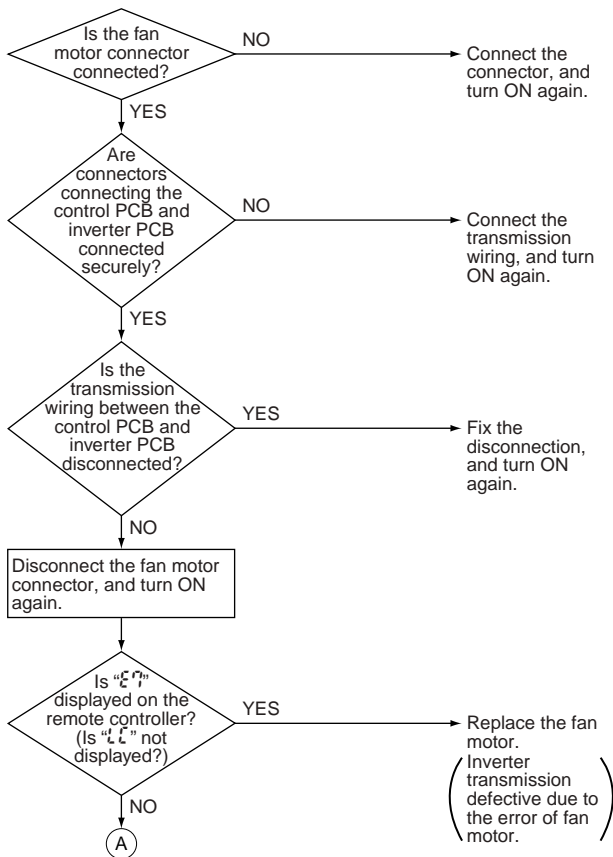 Is the fan
motor connector
connected?
NO
Connect the
connector, and
turn ON again.
YES
Are
connectors
connecting the
control PCB and
inverter PCB
connected
securely?
NO
Connect the
transmission
wiring, and turn
ON again.
YES
Is the
transmission
wiring between the
control PCB and
inverter PCB
disconnected?
YES
Fix the
disconnection,
and turn ON
again.
NO
Disconnect the fan motor
connector, and turn ON
again.
Is “E7”
displayed on the
remote controller?
(Is “LC” not
displayed?)
YES
Replace the fan
motor.
(Inverter
transmission
defective due to
the error of fan
motor.)
NO
A